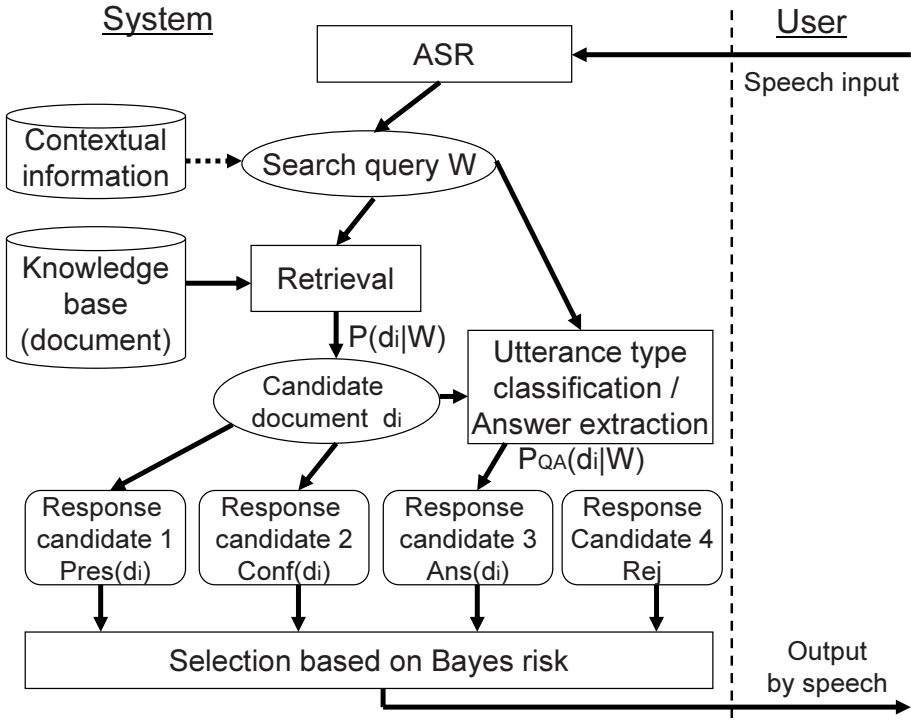 System
User
ASR
Speech input
Contextual
information
Search query W
Knowledge
base
(document)
Retrieval
P(di|W)
Candidate
document di
Utterance type
classification /
Answer extraction
PQA(di|W)
Response
candidate 1
Pres(di)
Response
candidate 2
Conf(di)
Response
candidate 3
Ans(di)
Response
Candidate 4
Rej
Selection based on Bayes risk
Output
by speech